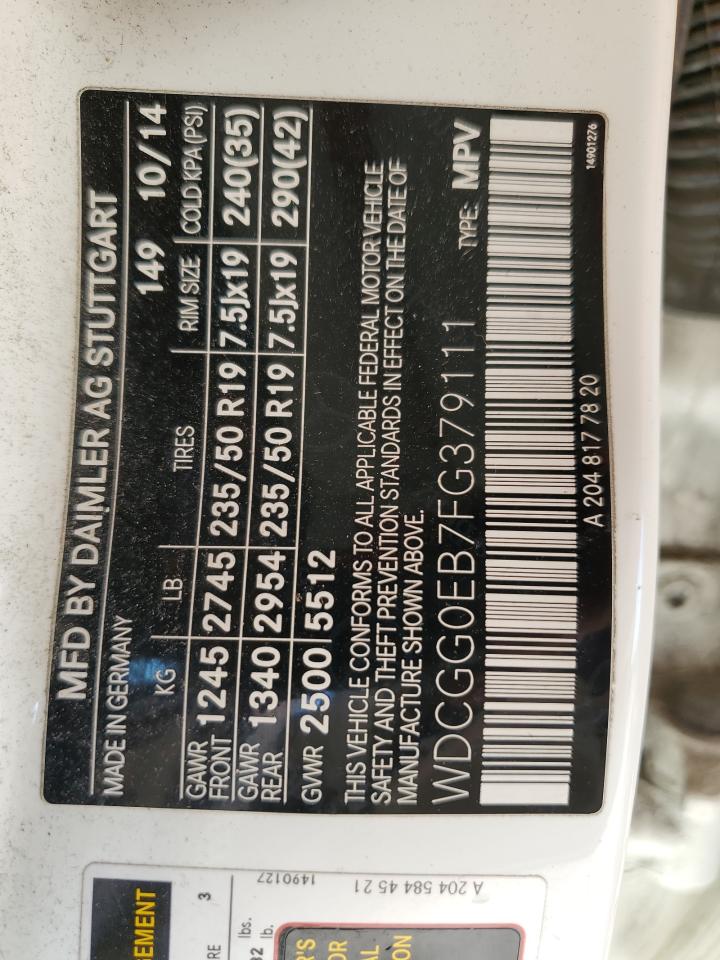 MFD BY DAIMLER AG STUTTGART
MADE IN GERMANY 149 10/14
KG LB TIRES RIM SIZE COLD KPA(PSI)
GAWR FRONT 1245 2745 235/50 R19 7.5Jx19 240(35)
GAWR REAR 1340 2954 235/50 R19 7.5Jx19 290(42)
GVWR 2500 5512
THIS VEHICLE CONFORMS TO ALL APPLICABLE FEDERAL MOTOR VEHICLE
SAFETY AND THEFT PREVENTION STANDARDS IN EFFECT ON THE DATE OF
MANUFACTURE SHOWN ABOVE.
WDCGG0EB7FG379111 TYPE: MPV
A 204 817 78 20
14901276
A 204 584 45 21
1490127
3
lbs.
lb.